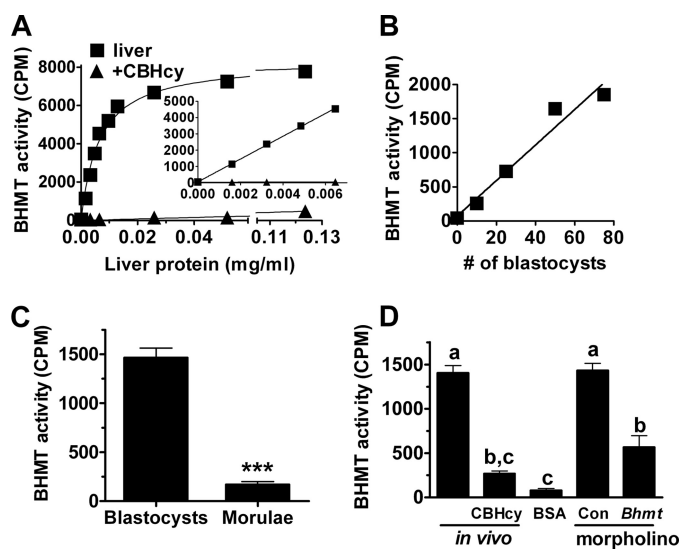 A
liver
+CBHcy
BHMT activity (CPM)
8000
6000
4000
2000
0
0.00
0.02
0.04
0.11
0.13
Liver protein (mg/ml)
5000
4000
3000
2000
1000
0
0.000
0.002
0.004
0.006
B
BHMT activity (CPM)
2000
1500
1000
500
0
0
20
40
60
80
# of blastocysts
C
BHMT activity (CPM)
1500
1000
500
0
***
Blastocysts
Morulae
D
BHMT activity (CPM)
1500
1000
500
0
a
b,c
c
a
b
CBHcy
BSA
Con
Bhmt
in vivo
morpholino